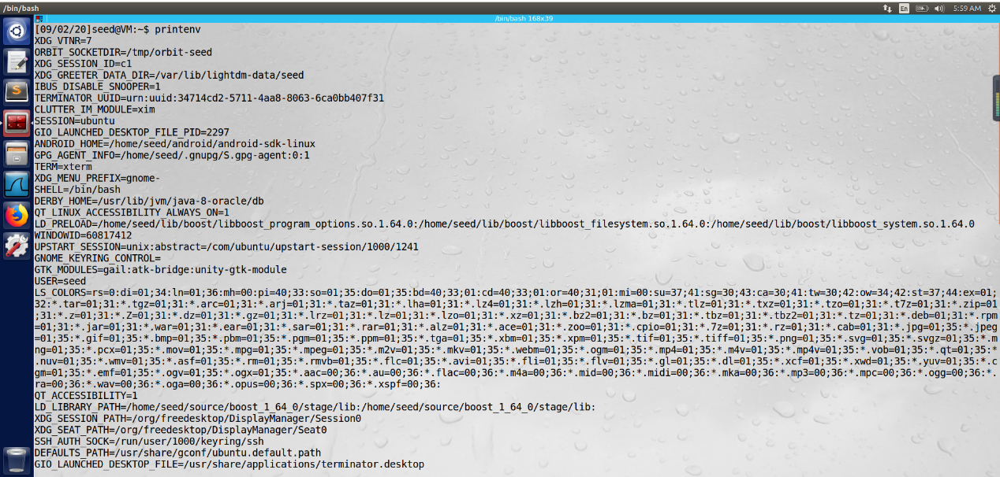 /bin/bash
En
5:59 AM
/bin/bash 168x39
[09/02/20]seed@VM:~$ printenv
XDG_VTNR=7
ORBIT_SOCKETDIR=/tmp/orbit-seed
XDG_SESSION_ID=c1
XDG_GREETER_DATA_DIR=/var/lib/lightdm-data/seed
IBUS_DISABLE_SNOOPER=1
TERMINATOR_UUID=urn:uuid:34714cd2-5711-4aa8-8063-6ca0bb407f31
CLUTTER_IM_MODULE=xim
SESSION=ubuntu
GIO_LAUNCHED_DESKTOP_FILE_PID=2297
ANDROID_HOME=/home/seed/android/android-sdk-linux
GPG_AGENT_INFO=/home/seed/.gnupg/S.gpg-agent:0:1
TERM=xterm
XDG_MENU_PREFIX=gnome-
SHELL=/bin/bash
DERBY_HOME=/usr/lib/jvm/java-8-oracle/db
QT_LINUX_ACCESSIBILITY_ALWAYS_ON=1
LD_PRELOAD=/home/seed/lib/boost/libboost_program_options.so.1.64.0:/home/seed/lib/boost/libboost_filesystem.so.1.64.0:/home/seed/lib/boost/libboost_system.so.1.64.0
WINDOWID=60817412
UPSTART_SESSION=unix:abstract=/com/ubuntu/upstart-session/1000/1241
GNOME_KEYRING_CONTROL=
GTK_MODULES=gail:atk-bridge:unity-gtk-module
USER=seed
LS_COLORS=rs=0:di=01;34:ln=01;36:mh=00:pi=40;33:so=01;35:do=01;35:bd=40;33;01:cd=40;33;01:or=40;31;01:mi=00:su=37;41:sg=30;43:ca=30;41:tw=30;42:ow=34;42:st=37;44:ex=01;
32:*.tar=01;31:*.tgz=01;31:*.arc=01;31:*.arj=01;31:*.taz=01;31:*.lha=01;31:*.lz4=01;31:*.lzh=01;31:*.lzma=01;31:*.tlz=01;31:*.txz=01;31:*.tzo=01;31:*.t7z=01;31:*.zip=01
;31:*.z=01;31:*.Z=01;31:*.dz=01;31:*.gz=01;31:*.lrz=01;31:*.lz=01;31:*.lzo=01;31:*.xz=01;31:*.bz2=01;31:*.bz=01;31:*.tbz=01;31:*.tbz2=01;31:*.tz=01;31:*.deb=01;31:*.rpm
=01;31:*.jar=01;31:*.war=01;31:*.ear=01;31:*.sar=01;31:*.rar=01;31:*.alz=01;31:*.ace=01;31:*.zoo=01;31:*.cpio=01;31:*.7z=01;31:*.rz=01;31:*.cab=01;31:*.jpg=01;35:*.jpeg
=01;35:*.gif=01;35:*.bmp=01;35:*.pbm=01;35:*.pgm=01;35:*.ppm=01;35:*.tga=01;35:*.xbm=01;35:*.xpm=01;35:*.tif=01;35:*.tiff=01;35:*.png=01;35:*.svg=01;35:*.svgz=01;35:*.m
ng=01;35:*.pcx=01;35:*.mov=01;35:*.mpg=01;35:*.mpeg=01;35:*.m2v=01;35:*.mkv=01;35:*.webm=01;35:*.ogm=01;35:*.mp4=01;35:*.m4v=01;35:*.mp4v=01;35:*.vob=01;35:*.qt=01;35:*
.nuv=01;35:*.wmv=01;35:*.asf=01;35:*.rm=01;35:*.rmvb=01;35:*.flc=01;35:*.avi=01;35:*.fli=01;35:*.flv=01;35:*.gl=01;35:*.dl=01;35:*.xcf=01;35:*.xwd=01;35:*.yuv=01;35:*.c
gm=01;35:*.emf=01;35:*.ogv=01;35:*.ogx=01;35:*.aac=00;36:*.au=00;36:*.flac=00;36:*.m4a=00;36:*.mid=00;36:*.midi=00;36:*.mka=00;36:*.mp3=00;36:*.mpc=00;36:*.ogg=00;36:*.
ra=00;36:*.wav=00;36:*.oga=00;36:*.opus=00;36:*.spx=00;36:*.xspf=00;36:
QT_ACCESSIBILITY=1
LD_LIBRARY_PATH=/home/seed/source/boost_1_64_0/stage/lib:/home/seed/source/boost_1_64_0/stage/lib:
XDG_SESSION_PATH=/org/freedesktop/DisplayManager/Session0
XDG_SEAT_PATH=/org/freedesktop/DisplayManager/Seat0
SSH_AUTH_SOCK=/run/user/1000/keyring/ssh
DEFAULTS_PATH=/usr/share/gconf/ubuntu.default.path
GIO_LAUNCHED_DESKTOP_FILE=/usr/share/applications/terminator.desktop